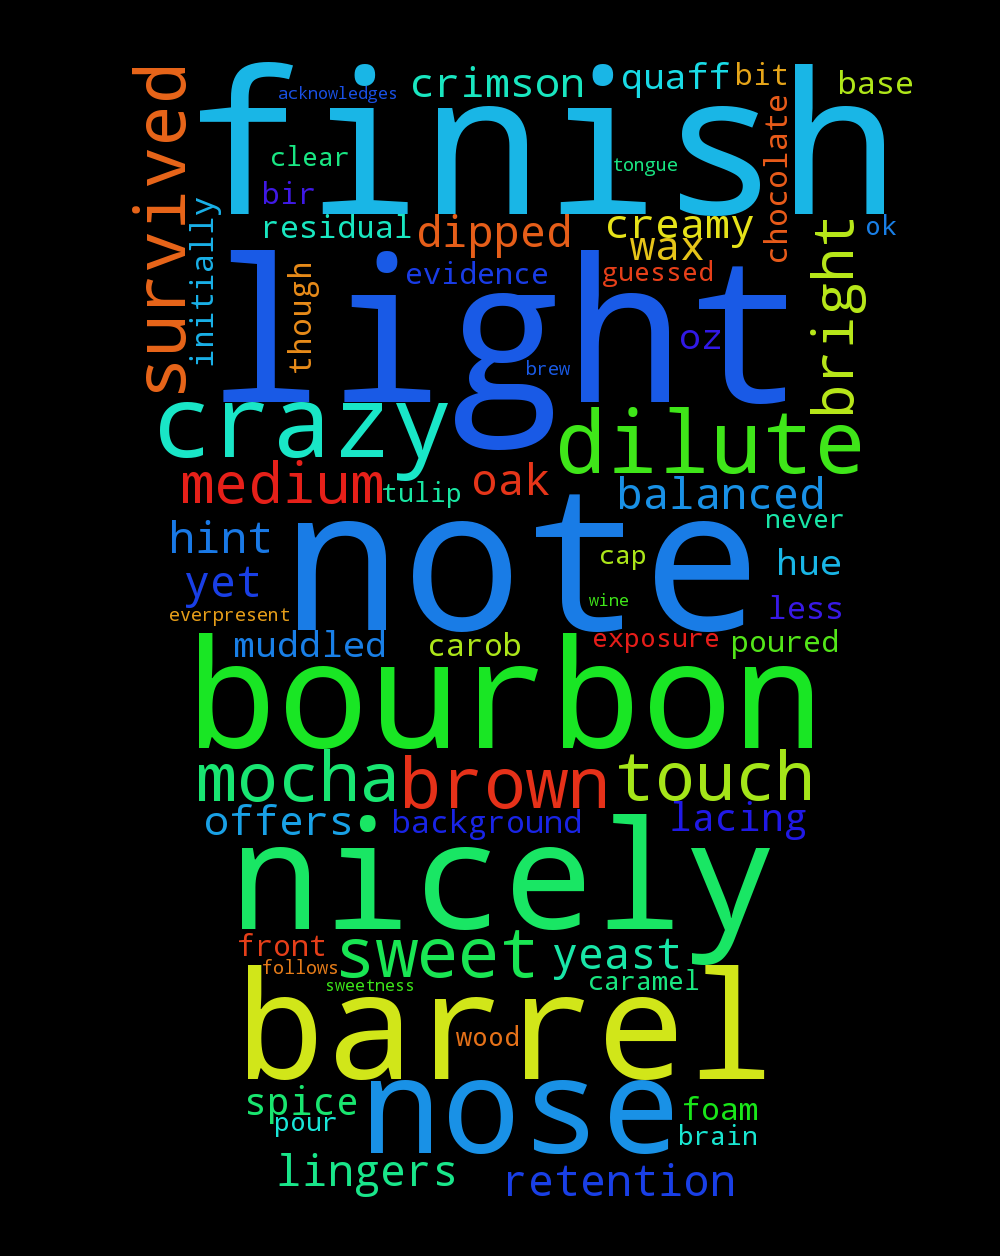 finish
survived
acknowledges
crimson
quaff
bit
base
clear
tongue
chocolate
bir
residual
dipped
creamy
wax
ok
initially
though
evidence
guessed
bright
light
oz
brew
crazy
dilute
medium
tulip
oak
balanced
never
hint
note
cap
hue
yet
wine
less
everpresent
muddled
carob
exposure
poured
bourbon
mocha
brown
touch
offers
background
lacing
nicely
front
follows
sweet
yeast
sweetness
caramel
barrel
wood
nose
spice
pour
foam
brain
lingers
retention